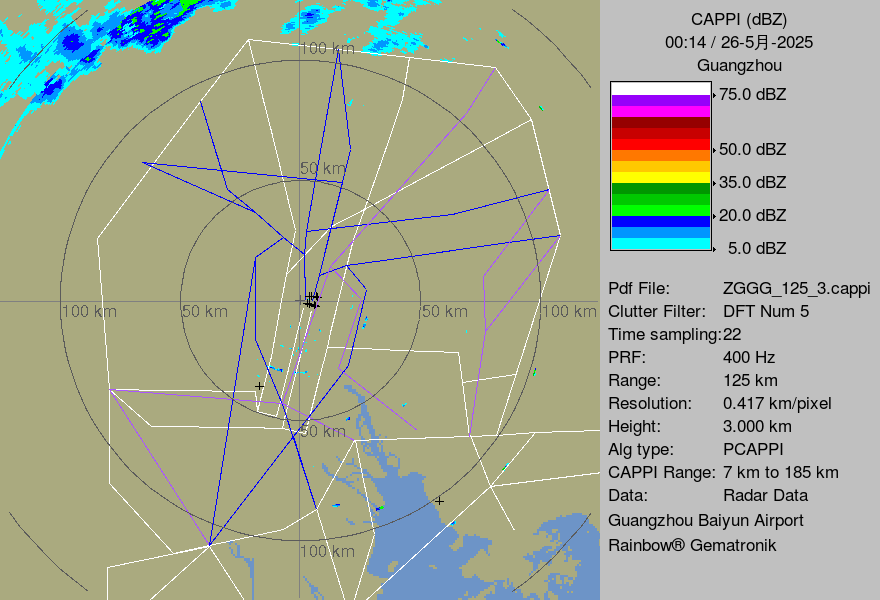 CAPPI (dBZ)
00:14 / 26-5月-2025
Guangzhou
75.0 dBZ
50.0 dBZ
35.0 dBZ
20.0 dBZ
5.0 dBZ
Pdf File: ZGGG_125_3.cappi
Clutter Filter: DFT Num 5
Time sampling:22
PRF: 400 Hz
Range: 125 km
Resolution: 0.417 km/pixel
Height: 3.000 km
Alg type: PCAPPI
CAPPI Range: 7 km to 185 km
Data: Radar Data
Guangzhou Baiyun Airport
Rainbow® Gematronik
100 km
50 km
100 km
50 km
50 km
100 km
50 km
100 km